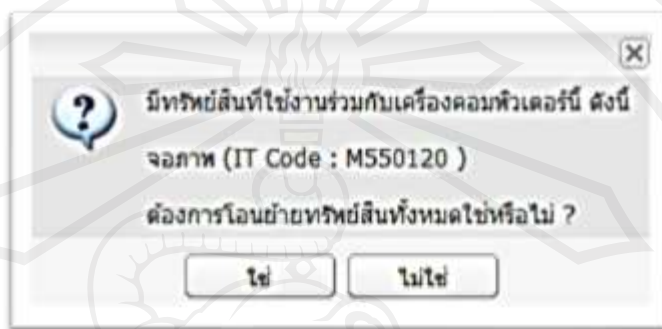 มีทรัพย์สินที่ใช้งานร่วมกับเครื่องคอมพิวเตอร์นี้ ดังนี้
จอภาพ (IT Code : M550120 )
ต้องการโอนย้ายทรัพย์สินทั้งหมดใช่หรือไม่ ?
ใช่
ไม่ใช่